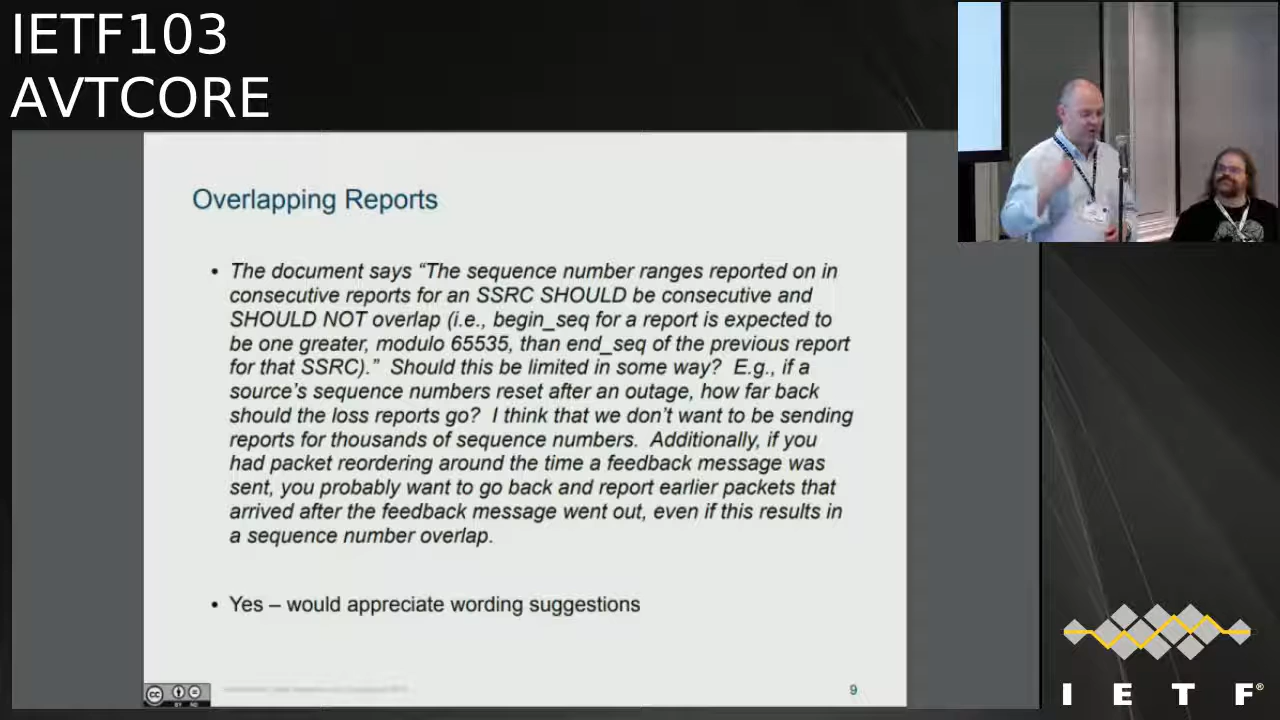 IETF103
AVTCORE
Overlapping Reports
• The document says “The sequence number ranges reported on in
consecutive reports for an SSRC SHOULD be consecutive and
SHOULD NOT overlap (i.e., begin_seq for a report is expected to
be one greater, modulo 65535, than end_seq of the previous report
for that SSRC).” Should this be limited in some way? E.g., if a
source’s sequence numbers reset after an outage, how far back
should the loss reports go? I think that we don’t want to be sending
reports for thousands of sequence numbers. Additionally, if you
had packet reordering around the time a feedback message was
sent, you probably want to go back and report earlier packets that
arrived after the feedback message went out, even if this results in
a sequence number overlap.
• Yes – would appreciate wording suggestions
cc
BY ND
9
I E T F®